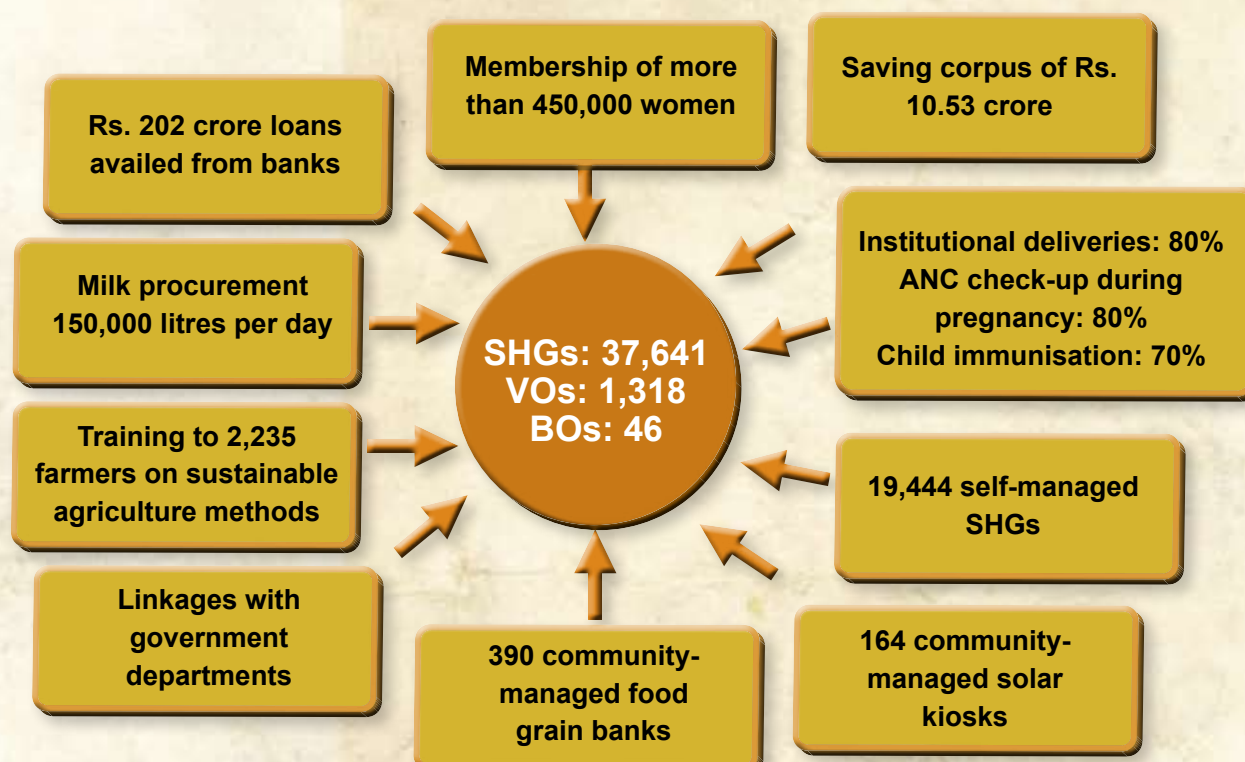 Membership of more
than 450,000 women
Saving corpus of Rs.
10.53 crore
Rs. 202 crore loans
availed from banks
Institutional deliveries: 80%
ANC check-up during
pregnancy: 80%
Child immunisation: 70%
Milk procurement
150,000 litres per day
SHGs: 37,641
VOs: 1,318
BOs: 46
Training to 2,235
farmers on sustainable
agriculture methods
19,444 self-managed
SHGs
Linkages with
government
departments
390 community-
managed food
grain banks
164 community-
managed solar
kiosks